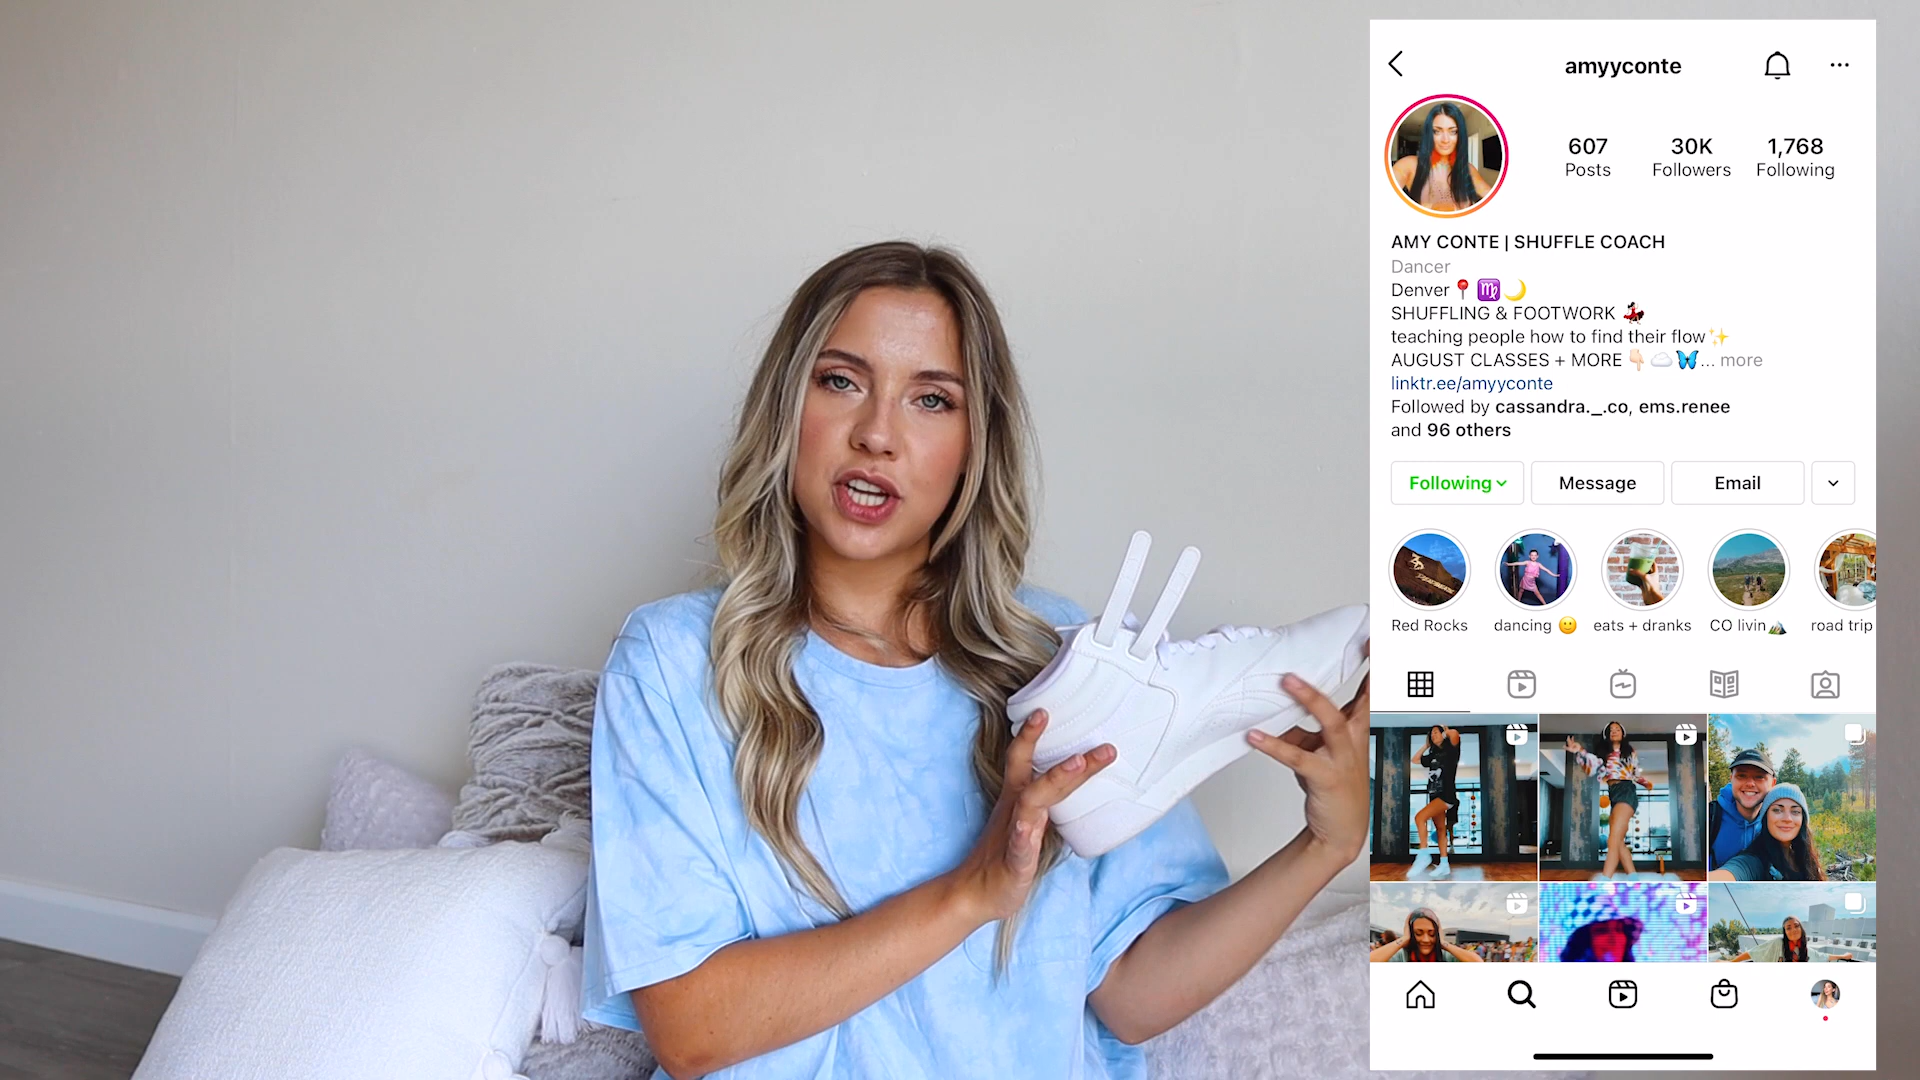 amyyconte
607
Posts
30K
Followers
1,768
Following
AMY CONTE | SHUFFLE COACH
Dancer
Denver📍♍🌙
SHUFFLING & FOOTWORK 💃
teaching people how to find their flow✨
AUGUST CLASSES + MORE 👇🏻☁️🦋... more
linktr.ee/amyyconte
Followed by cassandra._.co, ems.renee
and 96 others
Following
Message
Email
Red Rocks
dancing 🙂
eats + dranks
CO livin🏔️
road trip